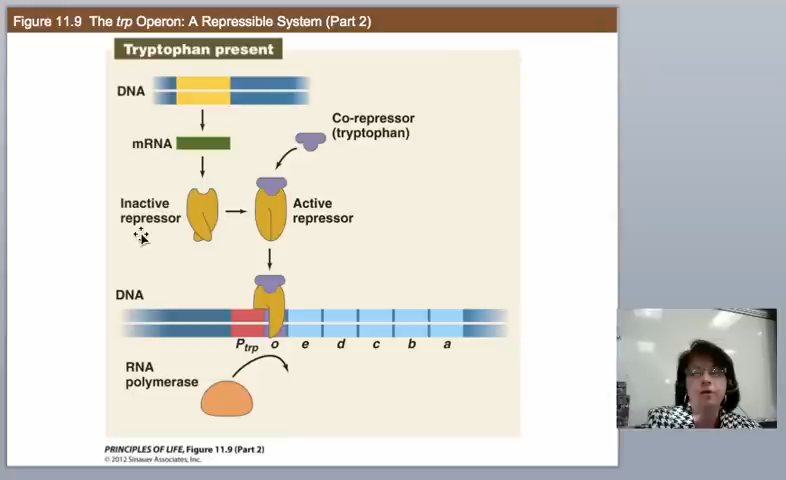 Figure 11.9 The trp Operon: A Repressible System (Part 2)
Tryptophan present
DNA
Co-repressor
(tryptophan)
mRNA
Inactive
repressor
Active
repressor
DNA
Ptrp o e d c b a
RNA
polymerase
PRINCIPLES OF LIFE, Figure 11.9 (Part 2)
© 2012 Sinauer Associates, Inc.